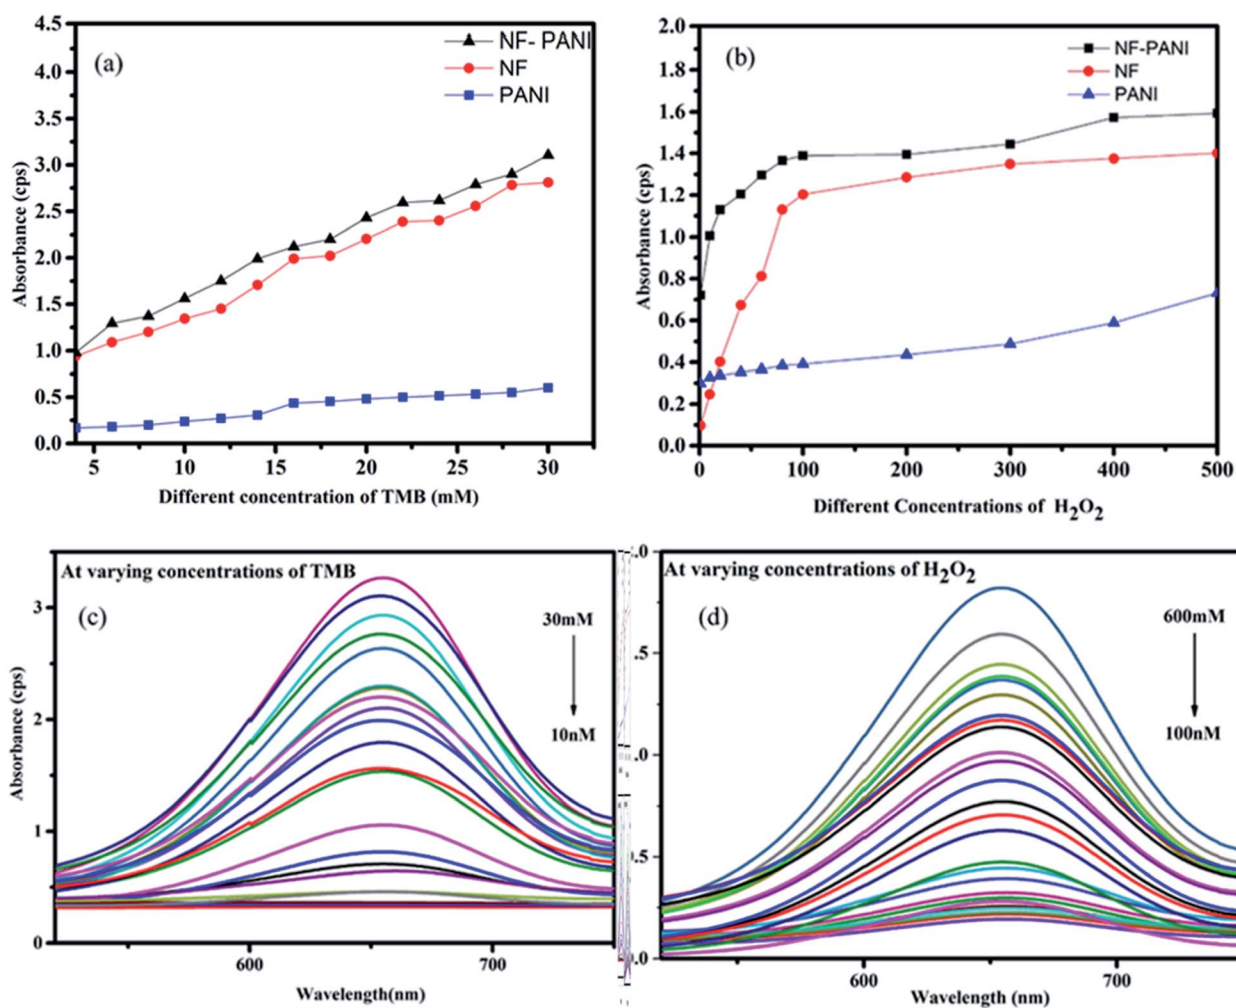 (a)
NF- PANI
NF
PANI
4.5
4.0
3.5
3.0
2.5
2.0
1.5
1.0
0.5
0.0
5
10
15
20
25
30
Absorbance (cps)
Different concentration of TMB (mM)
(b)
NF-PANI
NF
PANI
2.0
1.8
1.6
1.4
1.2
1.0
0.8
0.6
0.4
0.2
0.0
0
100
200
300
400
500
Absorbance (cps)
Different Concentrations of H₂O₂
At varying concentrations of TMB
(c)
30mM
10nM
3
2
1
0
600
700
Absorbance (cps)
Wavelength(nm)
At varying concentrations of H₂O₂
(d)
600mM
100nM
.0
.5
.0
.5
.0
600
700
Wavelength (nm)